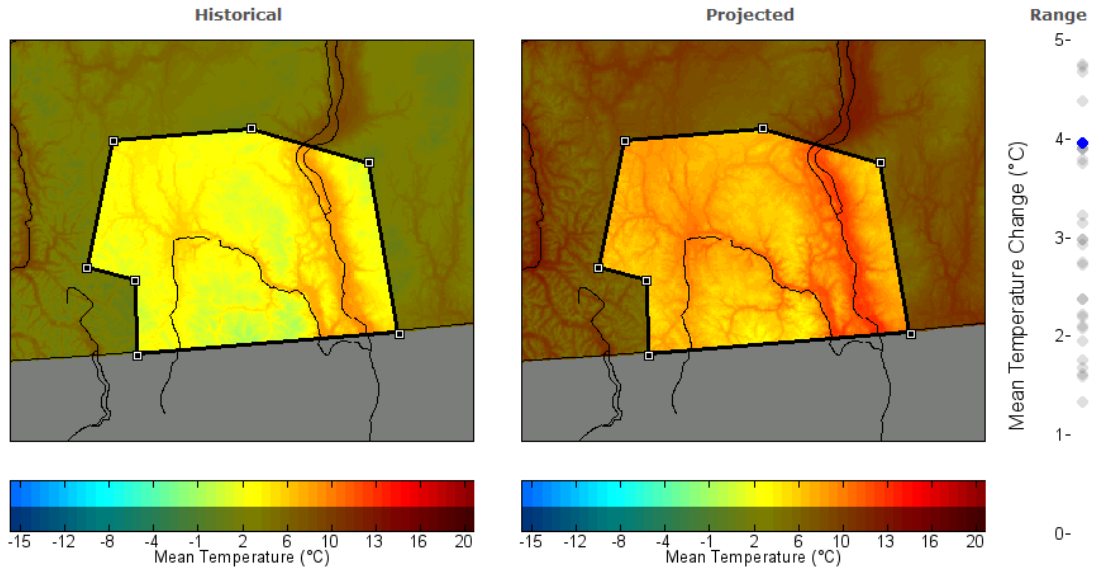 Historical
Projected
Range
5-
4-
3-
2-
1-
0-
Mean Temperature Change (°C)
-15 -12 -8 -4 -1 2 6 10 13 16 20
Mean Temperature (°C)
-15 -12 -8 -4 -1 2 6 10 13 16 20
Mean Temperature (°C)